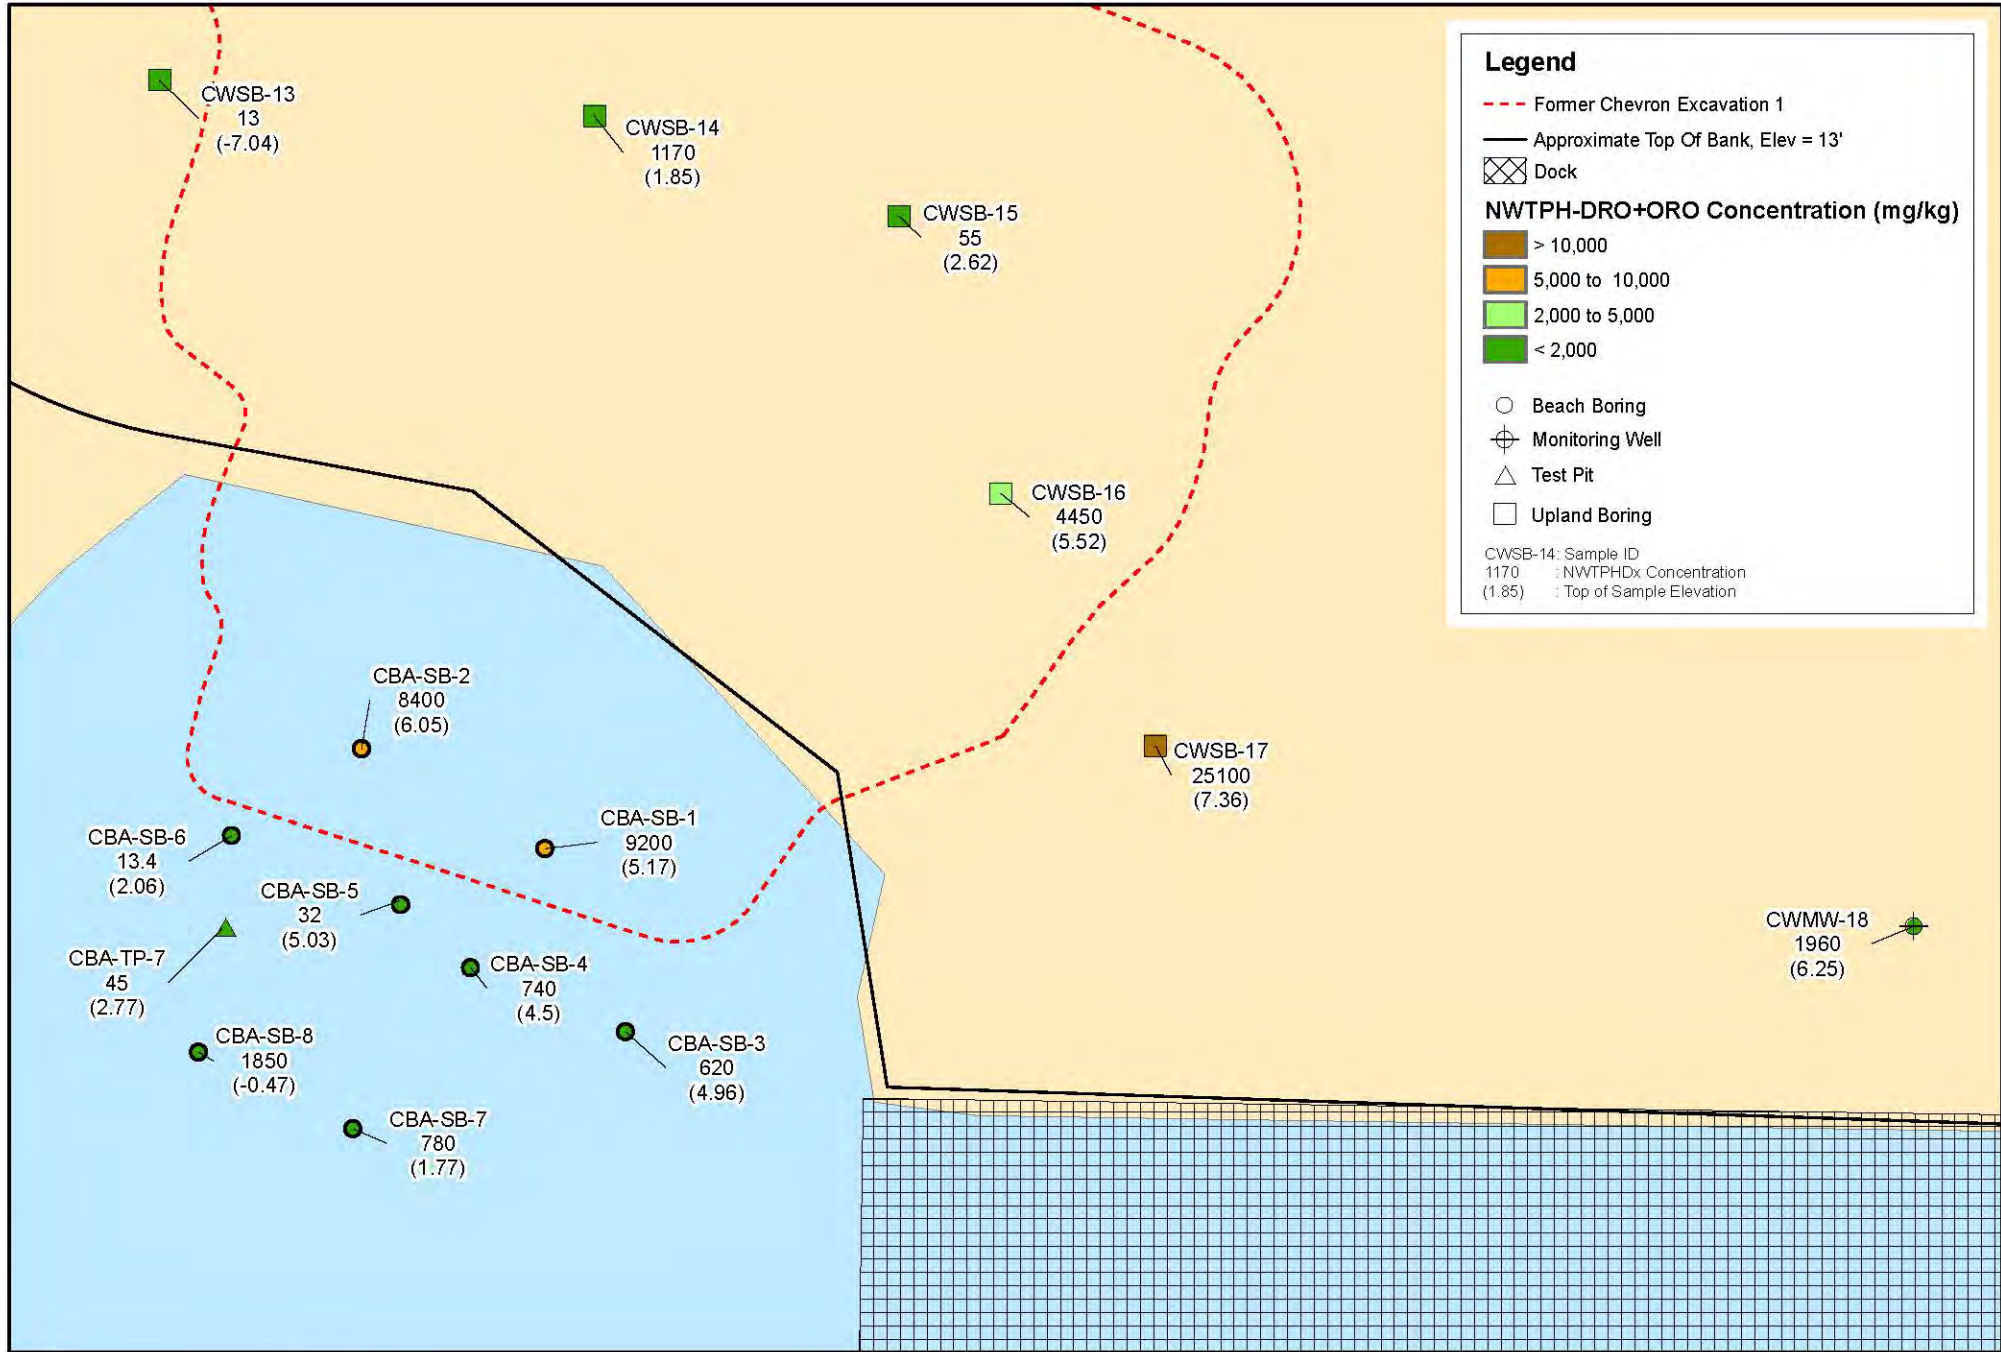 CWSB-13
13
(-7.04)
CWSB-14
1170
(1.85)
CWSB-15
55
(2.62)
CWSB-16
4450
(5.52)
CBA-SB-2
8400
(6.05)
CWSB-17
25100
(7.36)
CBA-SB-1
9200
(5.17)
CBA-SB-6
13.4
(2.06)
CBA-SB-5
32
(5.03)
CWMW-18
1960
(6.25)
CBA-TP-7
45
(2.77)
CBA-SB-4
740
(4.5)
CBA-SB-8
1850
(-0.47)
CBA-SB-3
620
(4.96)
CBA-SB-7
780
(1.77)
Legend
Former Chevron Excavation 1
Approximate Top Of Bank, Elev = 13'
Dock
NWTPH-DRO+ORO Concentration (mg/kg)
> 10,000
5,000 to 10,000
2,000 to 5,000
< 2,000
Beach Boring
Monitoring Well
Test Pit
Upland Boring
CWSB-14: Sample ID
1170 : NWTPHDx Concentration
(1.85) : Top of Sample Elevation